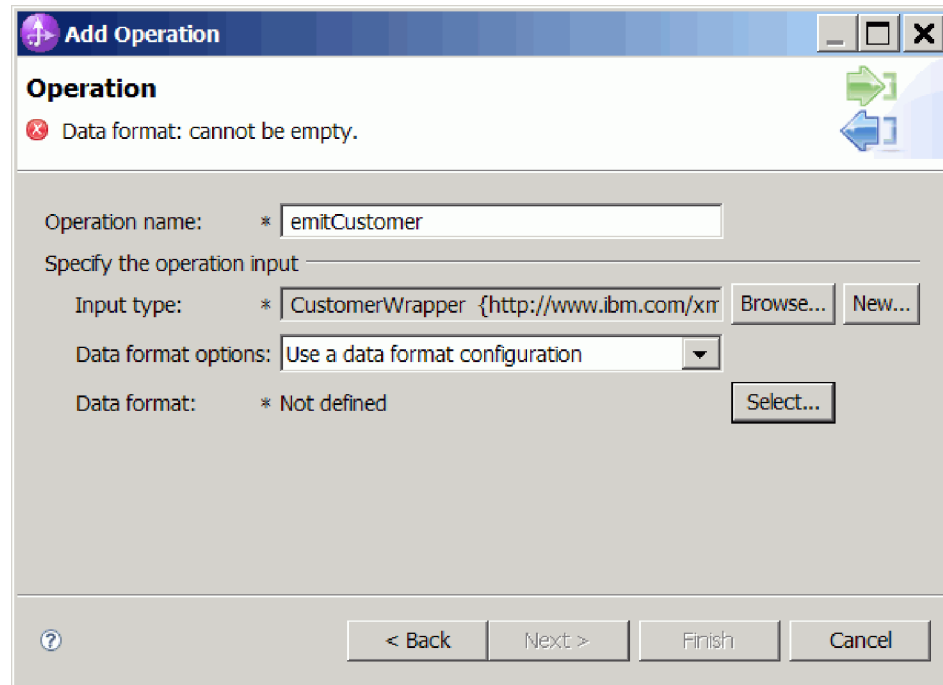 Add Operation
Operation
Data format: cannot be empty.
Operation name: * emitCustomer
Specify the operation input
Input type: * CustomerWrapper {http://www.ibm.com/xm Browse... New...
Data format options: Use a data format configuration
Data format: * Not defined Select...
? < Back Next > Finish Cancel